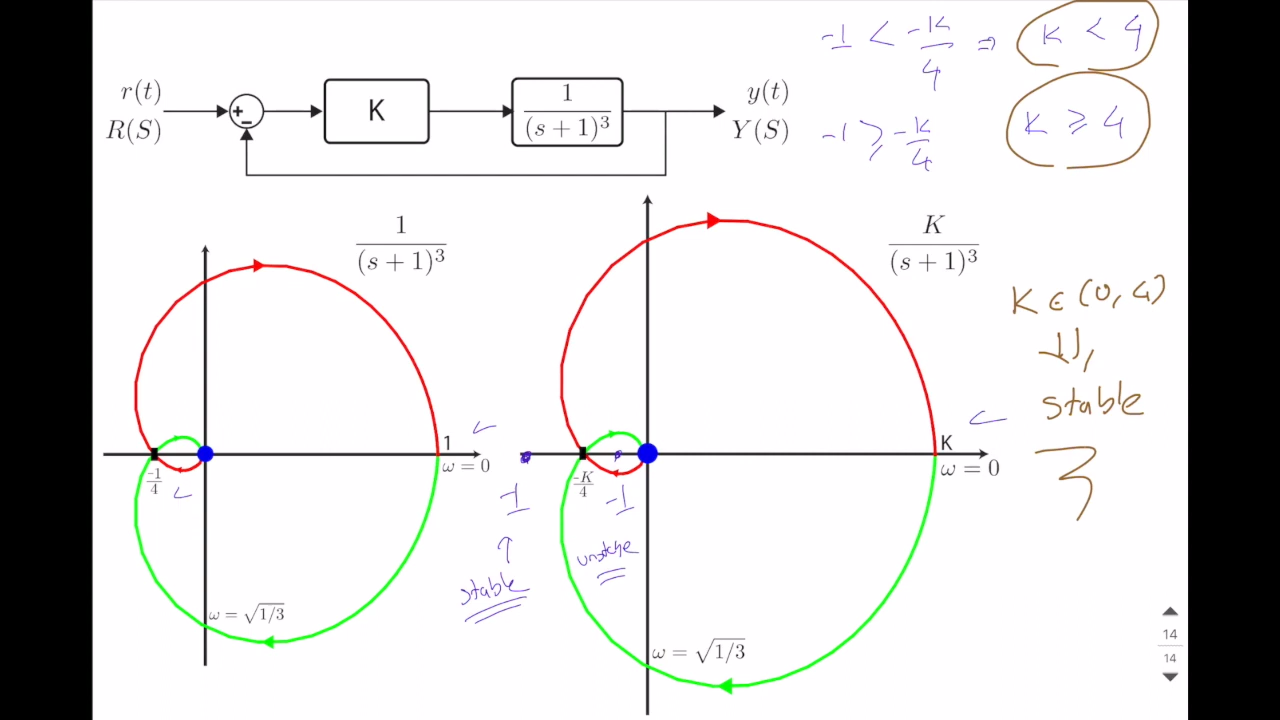 r(t)
R(S)
+
−
K
1
(s + 1)³
y(t)
Y(S)
-1 < -K/4 ⇒ K < 4
-1 ≥ -K/4
K ≥ 4
1
(s + 1)³
K
(s + 1)³
K ∈ (0, 4)
⇓
stable
1
ω = 0
-1
4
K
ω = 0
-K
4
-1
-1
↑
stable
unstable
ω = √1/3
ω = √1/3
14
14